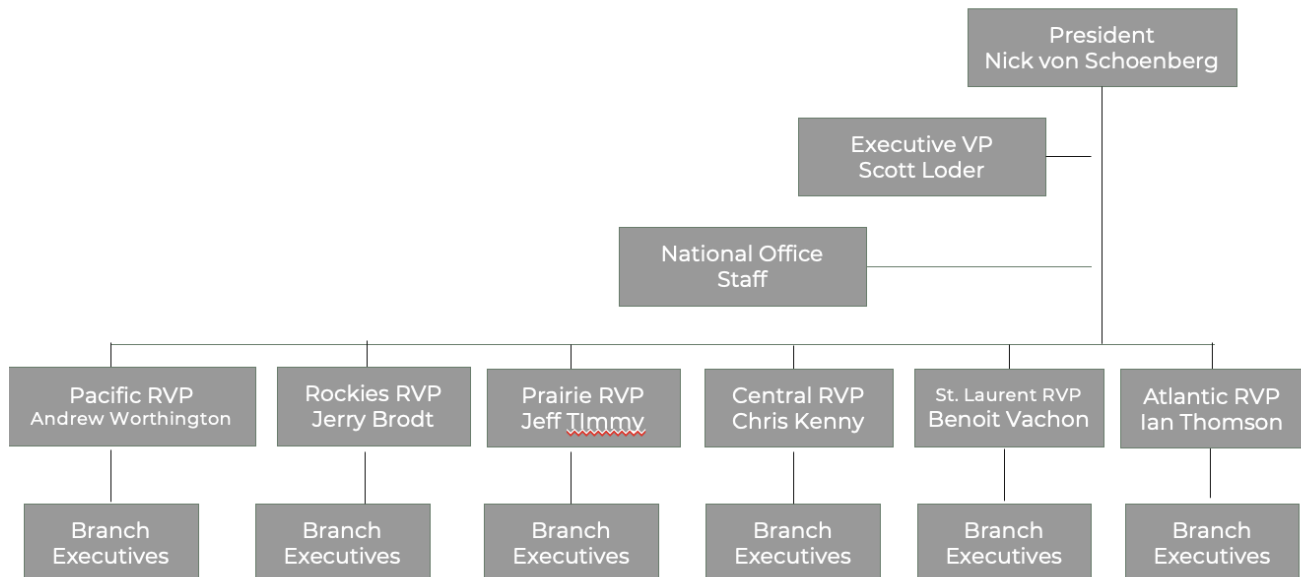 President
Nick von Schoenberg
Executive VP
Scott Loder
National Office
Staff
Pacific RVP
Andrew Worthington
Rockies RVP
Jerry Brodt
Prairie RVP
Jeff TImmy
Central RVP
Chris Kenny
St. Laurent RVP
Benoit Vachon
Atlantic RVP
Ian Thomson
Branch
Executives
Branch
Executives
Branch
Executives
Branch
Executives
Branch
Executives
Branch
Executives